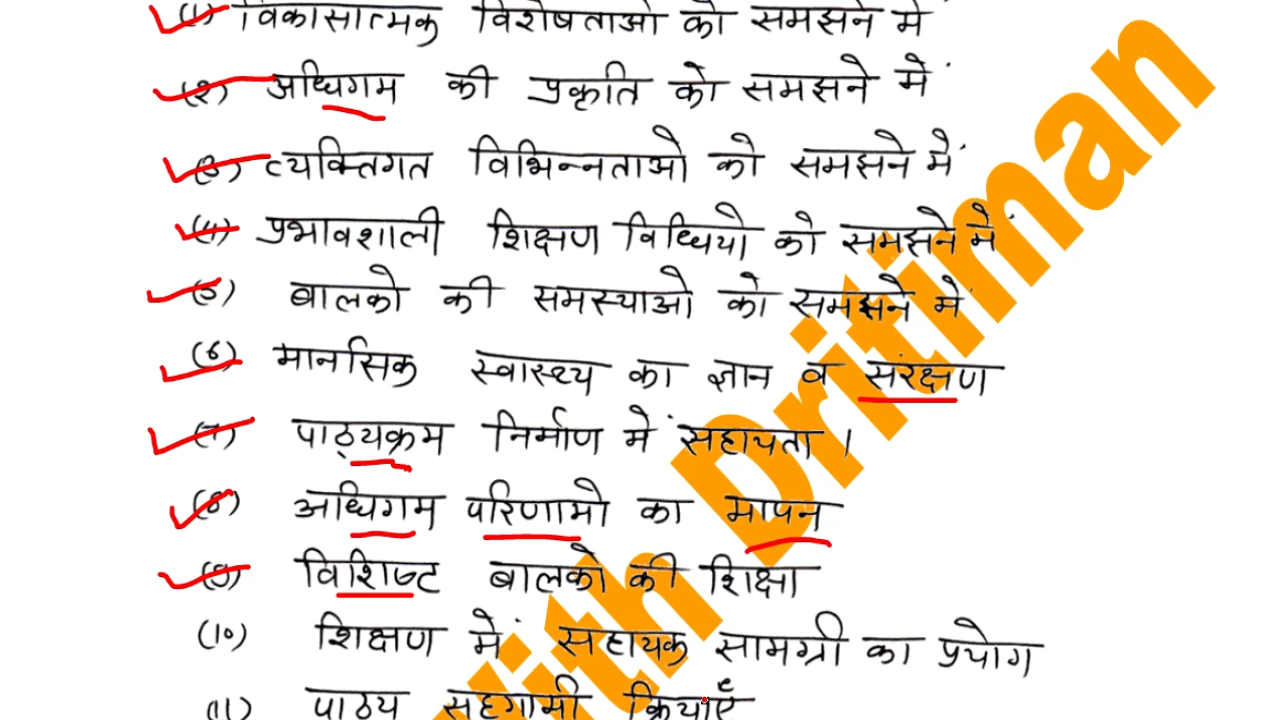 (1) विकासात्मक विशेषताओ को समझने में
(2) अधिगम की प्रकृति को समझने में
(3) व्यक्तिगत विभिन्नताओ को समझने में
(4) प्रभावशाली शिक्षण विधियो को समझने में
(5) बालको की समस्याओ को समझने में
(6) मानसिक स्वास्थ्य का ज्ञान व संरक्षण
(7) पाठ्यक्रम निर्माण में सहायता ।
(8) अधिगम परिणामो का मापन
(9) विशिष्ट बालको की शिक्षा
(10) शिक्षण में सहायक सामग्री का प्रयोग
(11) पाठ्य सहगामी क्रियाएँ
with Dritiman